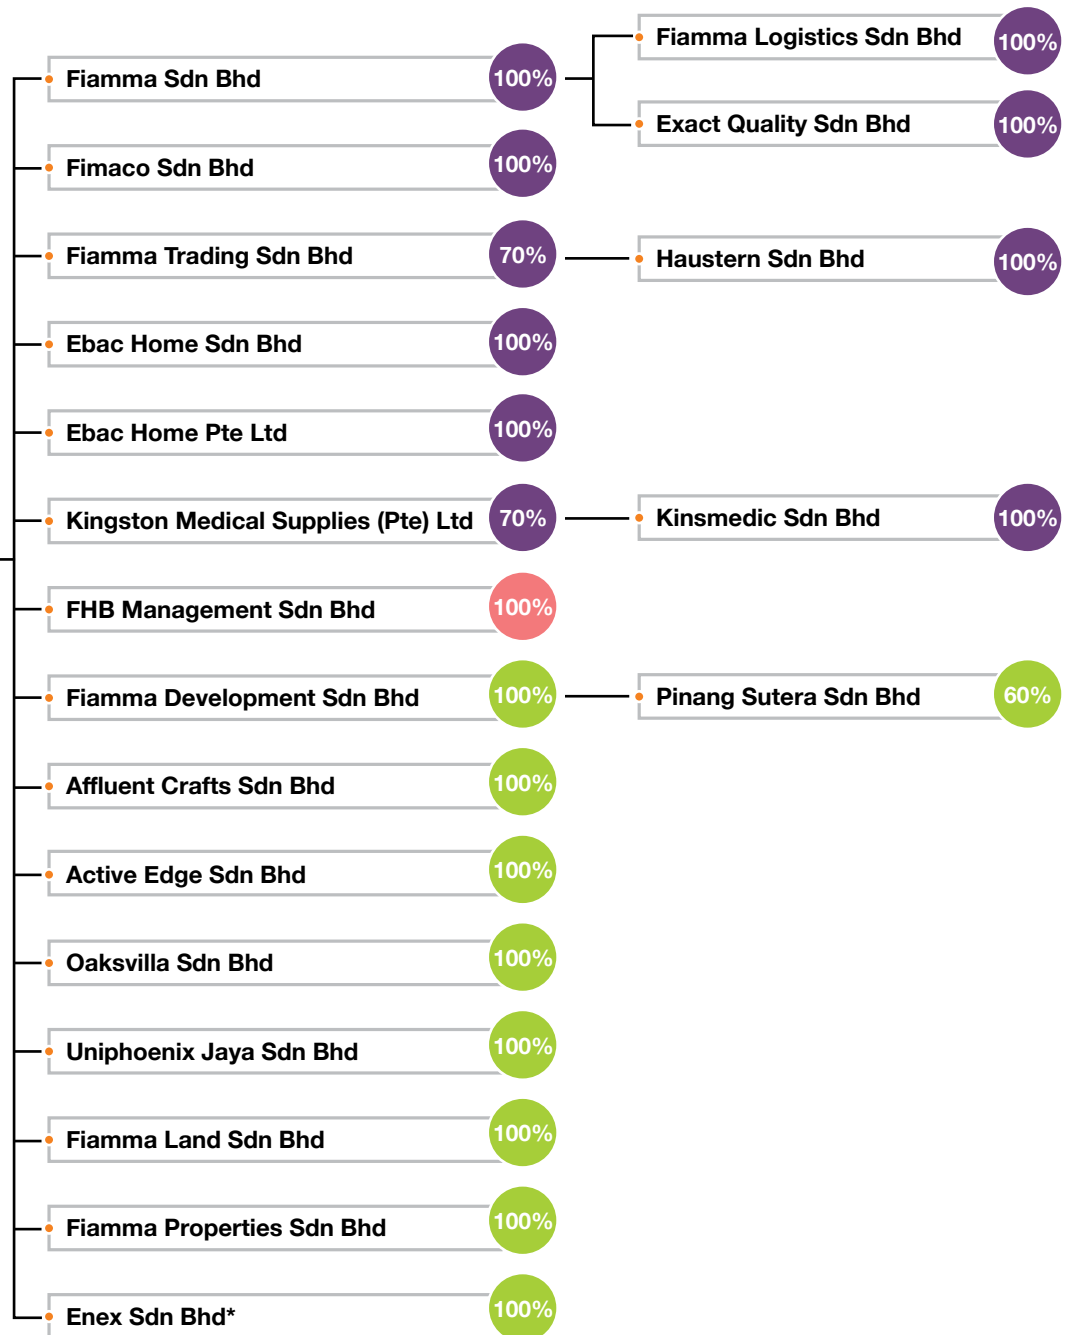 Fiamma Sdn Bhd 100%
Fiamma Logistics Sdn Bhd 100%
Exact Quality Sdn Bhd 100%
Fimaco Sdn Bhd 100%
Fiamma Trading Sdn Bhd 70%
Haustern Sdn Bhd 100%
Ebac Home Sdn Bhd 100%
Ebac Home Pte Ltd 100%
Kingston Medical Supplies (Pte) Ltd 70%
Kinsmedic Sdn Bhd 100%
FHB Management Sdn Bhd 100%
Fiamma Development Sdn Bhd 100%
Pinang Sutera Sdn Bhd 60%
Affluent Crafts Sdn Bhd 100%
Active Edge Sdn Bhd 100%
Oaksvilla Sdn Bhd 100%
Uniphoenix Jaya Sdn Bhd 100%
Fiamma Land Sdn Bhd 100%
Fiamma Properties Sdn Bhd 100%
Enex Sdn Bhd* 100%